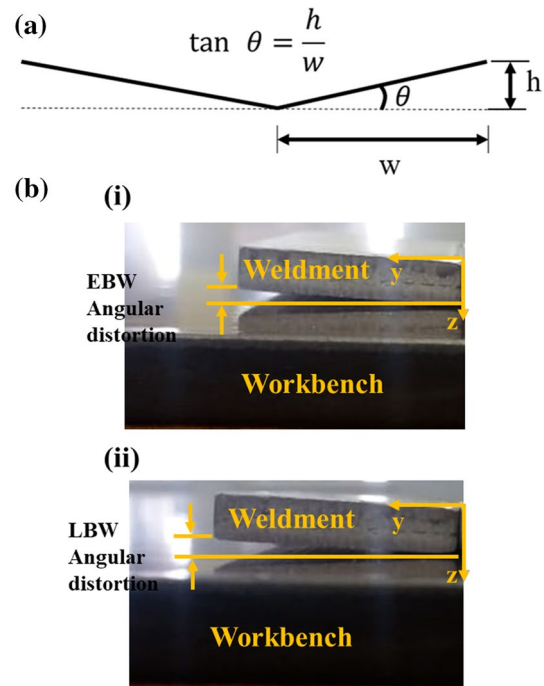 (a)
tan θ = h/w
θ
h
w
(b)
(i)
EBW
Angular
distortion
Weldment
y
z
Workbench
(ii)
LBW
Angular
distortion
Weldment
y
z
Workbench